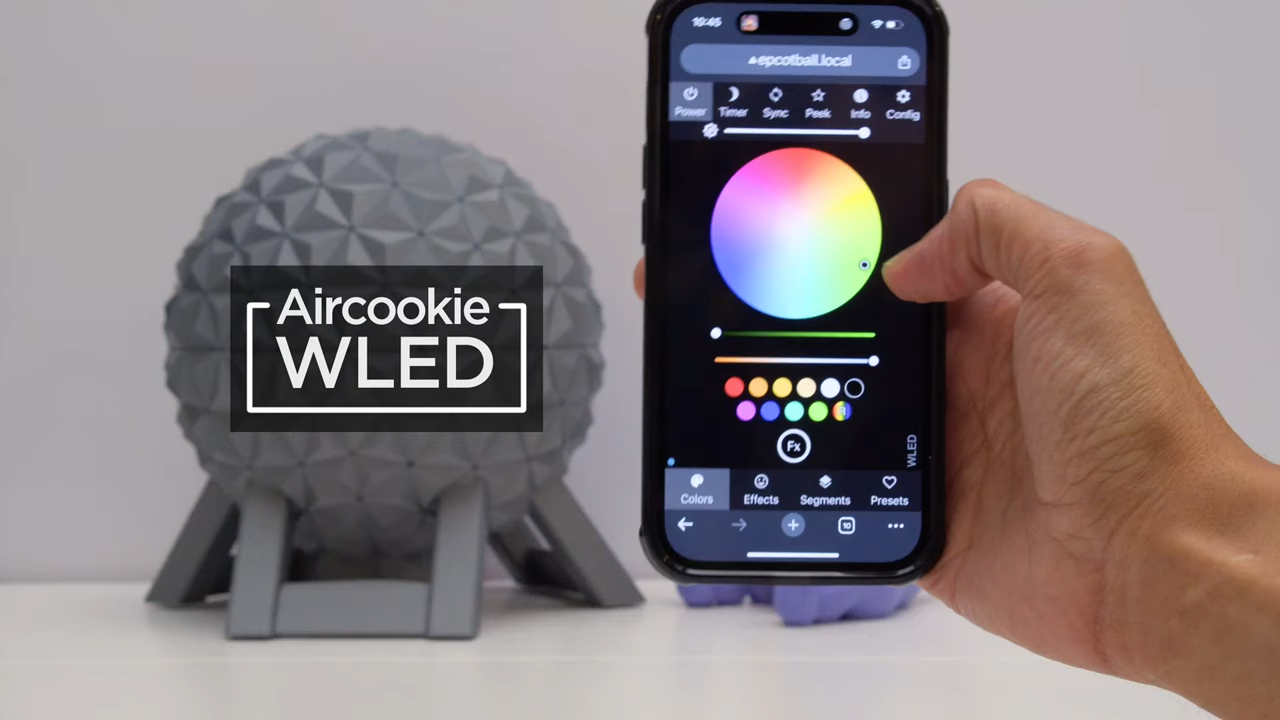 Aircookie
WLED
10:45
epcotball.local
Power Timer Sync Peek Info Config
Fx
WLED
Colors Effects Segments Presets
10